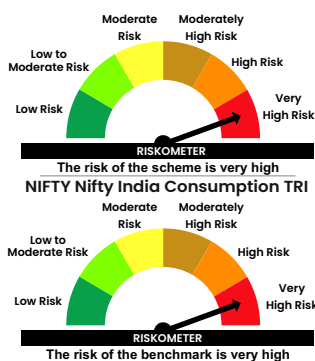 Moderate Risk
Moderately High Risk
Low to Moderate Risk
High Risk
Low Risk
Very High Risk
RISKOMETER
The risk of the scheme is very high
NIFTY Nifty India Consumption TRI
Moderate Risk
Moderately High Risk
Low to Moderate Risk
High Risk
Low Risk
Very High Risk
RISKOMETER
The risk of the benchmark is very high